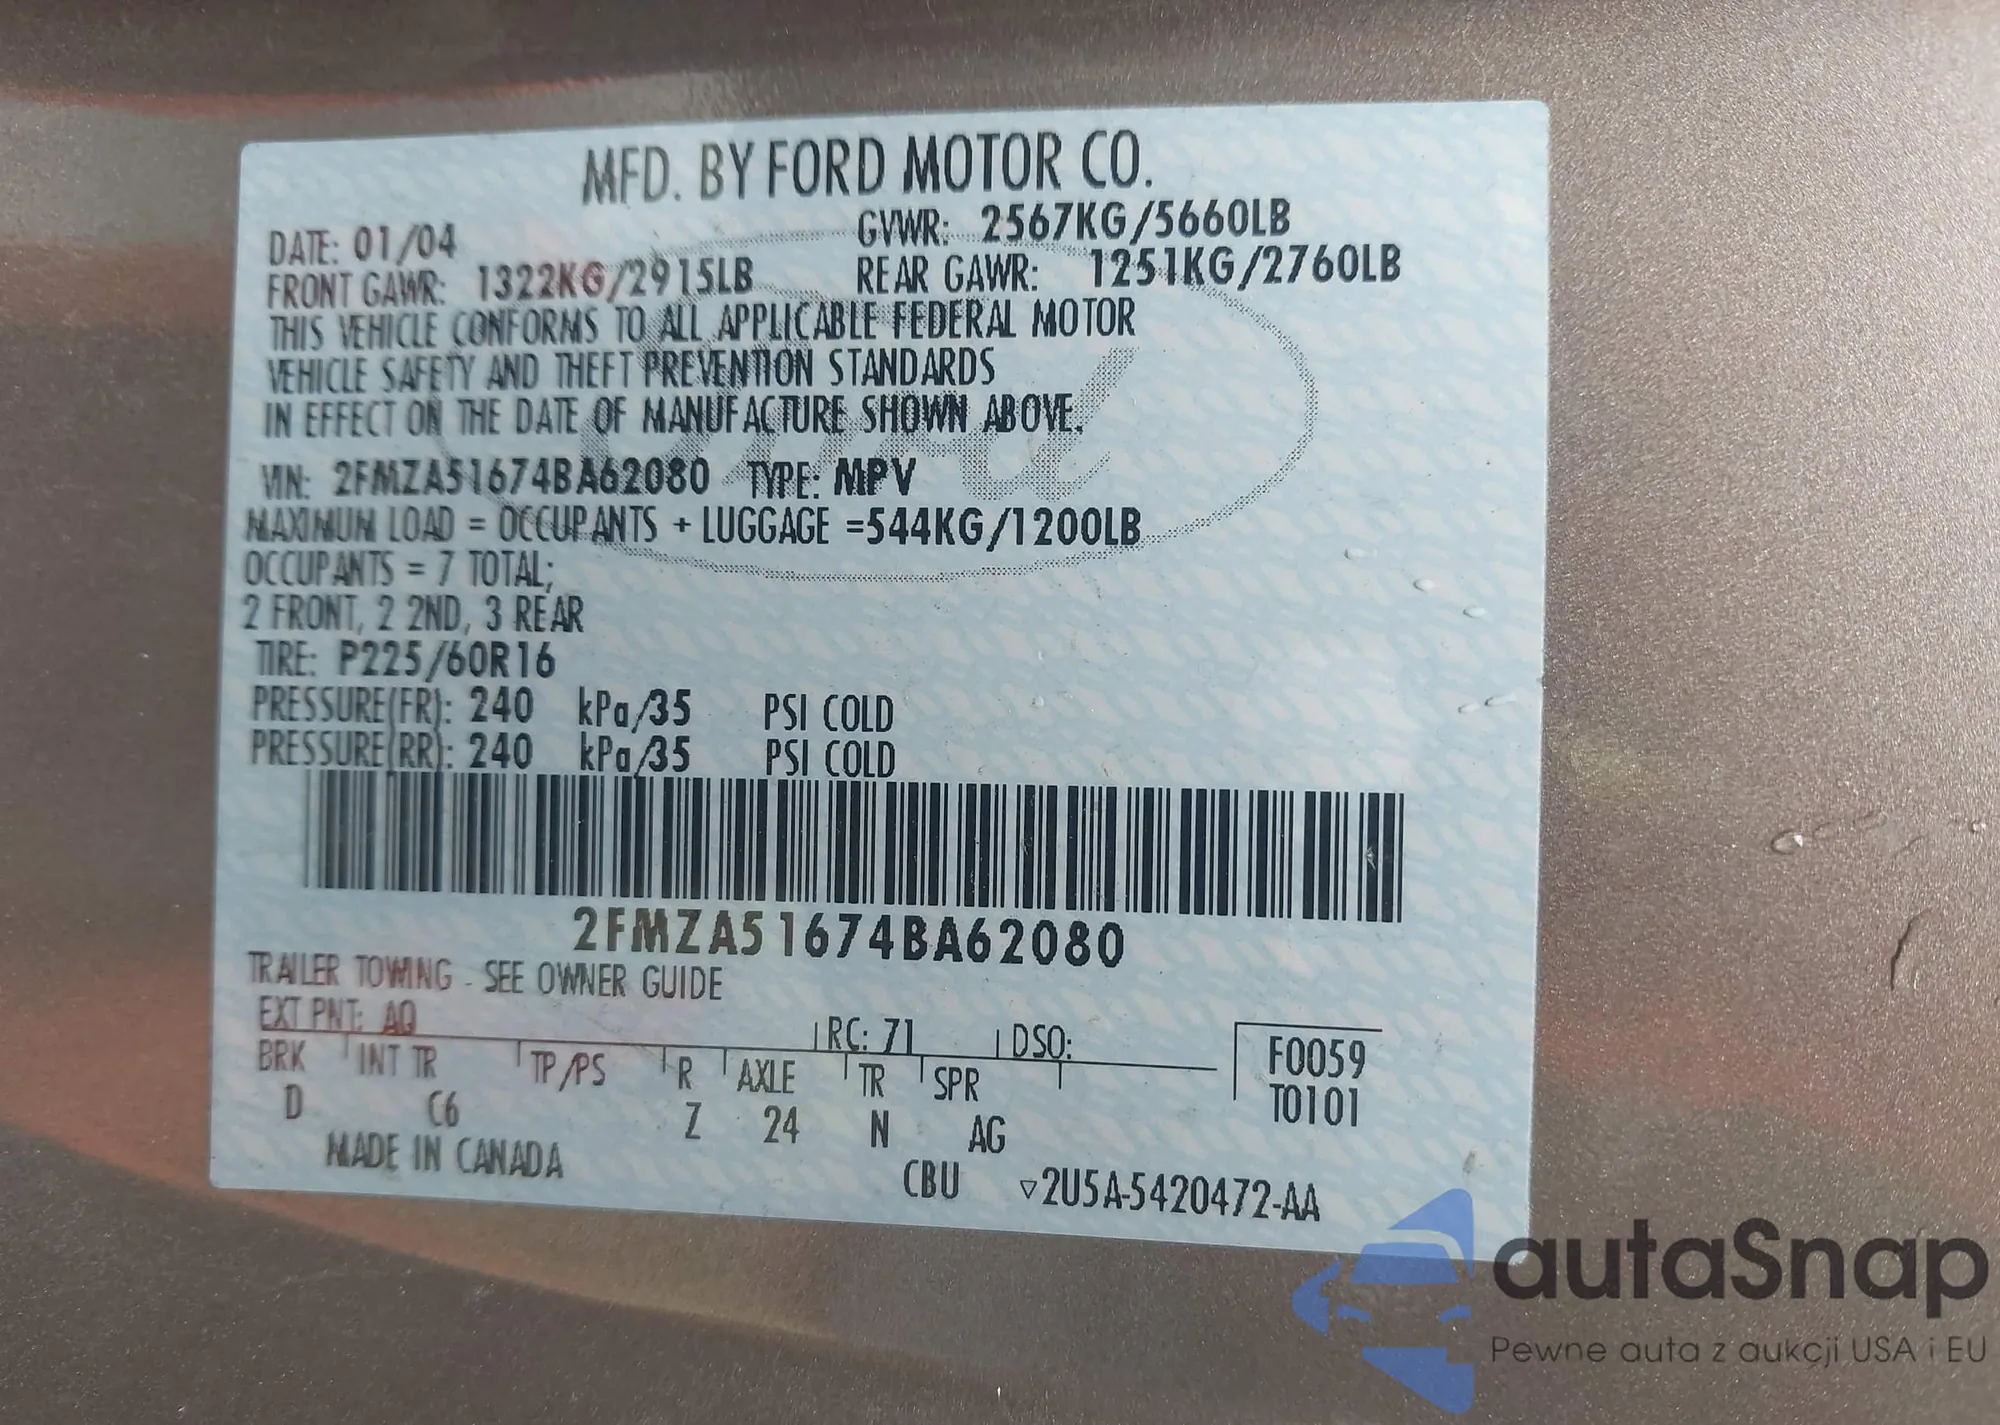 MFD. BY FORD MOTOR CO.
DATE: 01/04 GVWR: 2567KG/5660LB
FRONT GAWR: 1322KG/2915LB REAR GAWR: 1251KG/2760LB
THIS VEHICLE CONFORMS TO ALL APPLICABLE FEDERAL MOTOR
VEHICLE SAFETY AND THEFT PREVENTION STANDARDS
IN EFFECT ON THE DATE OF MANUFACTURE SHOWN ABOVE.
VIN: 2FMZA51674BA62080 TYPE: MPV
MAXIMUM LOAD = OCCUPANTS + LUGGAGE =544KG/1200LB
OCCUPANTS = 7 TOTAL;
2 FRONT, 2 2ND, 3 REAR
TIRE: P225/60R16
PRESSURE(FR): 240 kPa/35 PSI COLD
PRESSURE(RR): 240 kPa/35 PSI COLD
2FMZA51674BA62080
TRAILER TOWING - SEE OWNER GUIDE
EXT PNT: AQ RC: 71 DSO: F0059
BRK INT TR TP/PS R AXLE TR SPR T0101
D C6 Z 24 N AG
MADE IN CANADA CBU ▿2U5A-5420472-AA
Ford
autaSnap
Pewne auta z aukcji USA i EU